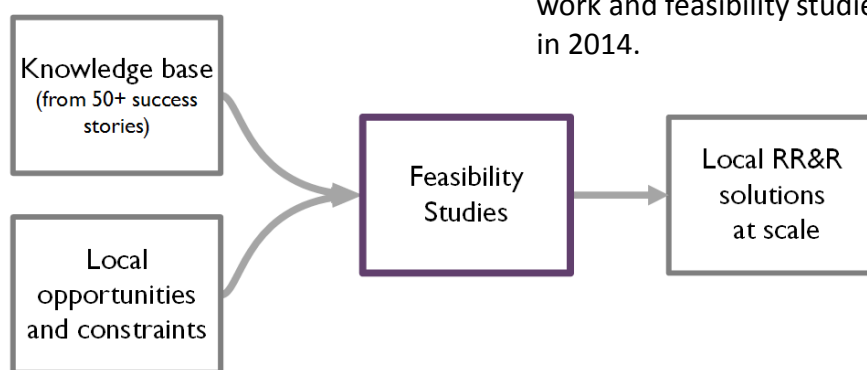 work and feasibility studie
in 2014.
Knowledge base
(from 50+ success
stories)
Local
opportunities
and constraints
Feasibility
Studies
Local RR&R
solutions
at scale